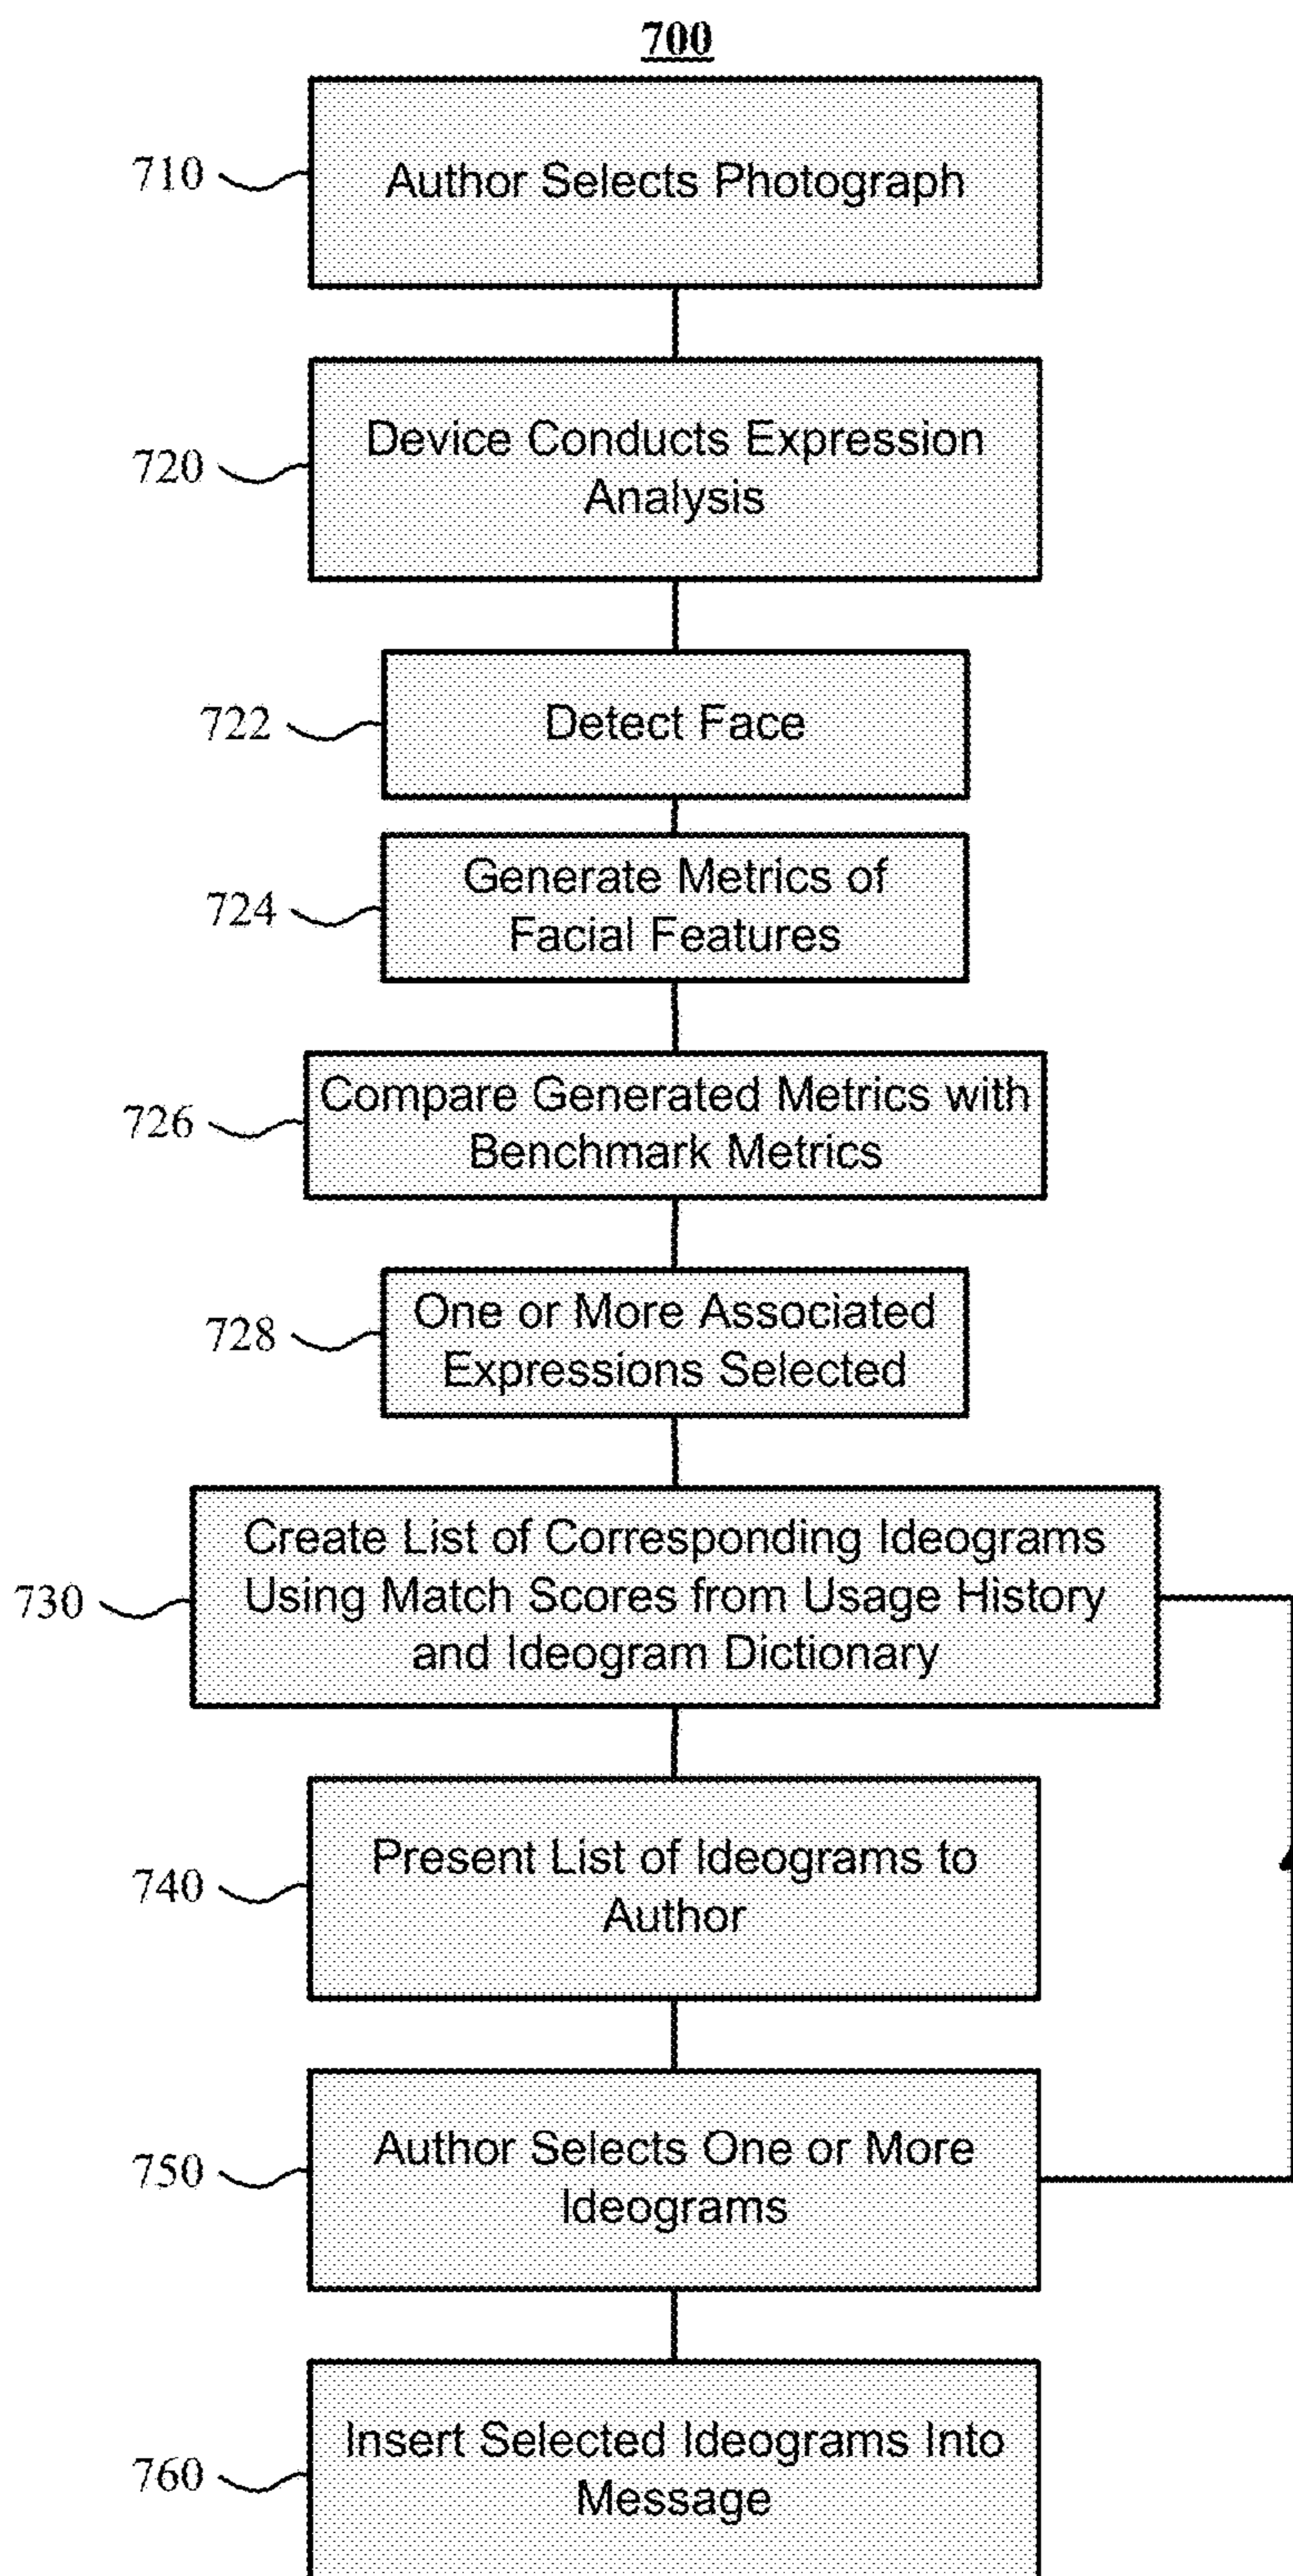 700
710
Author Selects Photograph
720
Device Conducts Expression
Analysis
722
Detect Face
724
Generate Metrics of
Facial Features
726
Compare Generated Metrics with
Benchmark Metrics
728
One or More Associated
Expressions Selected
730
Create List of Corresponding Ideograms
Using Match Scores from Usage History
and Ideogram Dictionary
740
Present List of Ideograms to
Author
750
Author Selects One or More
Ideograms
760
Insert Selected Ideograms Into
Message